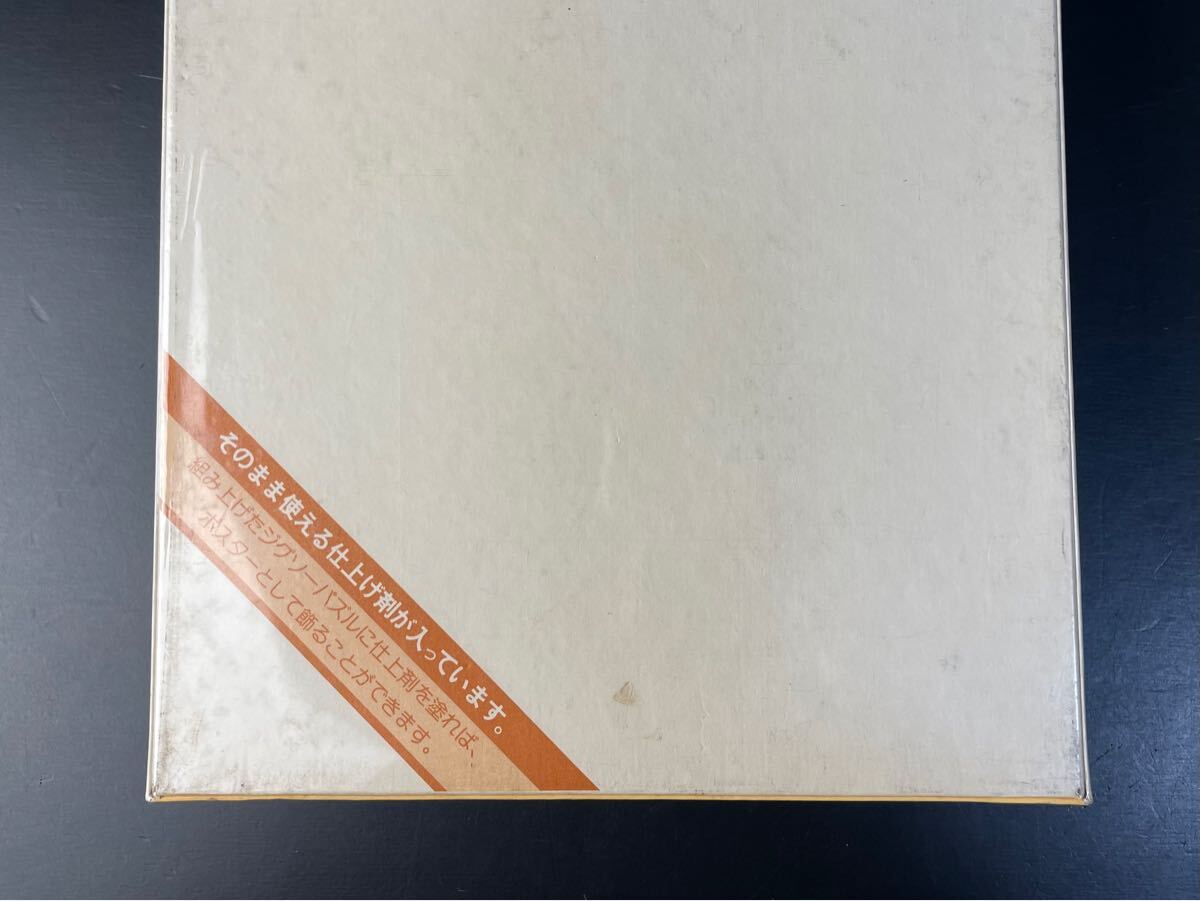 そのまま使える仕上げ剤が入っています。
組み上げたジグソーパズルに仕上剤を塗れば、
ポスターとして飾ることができます。